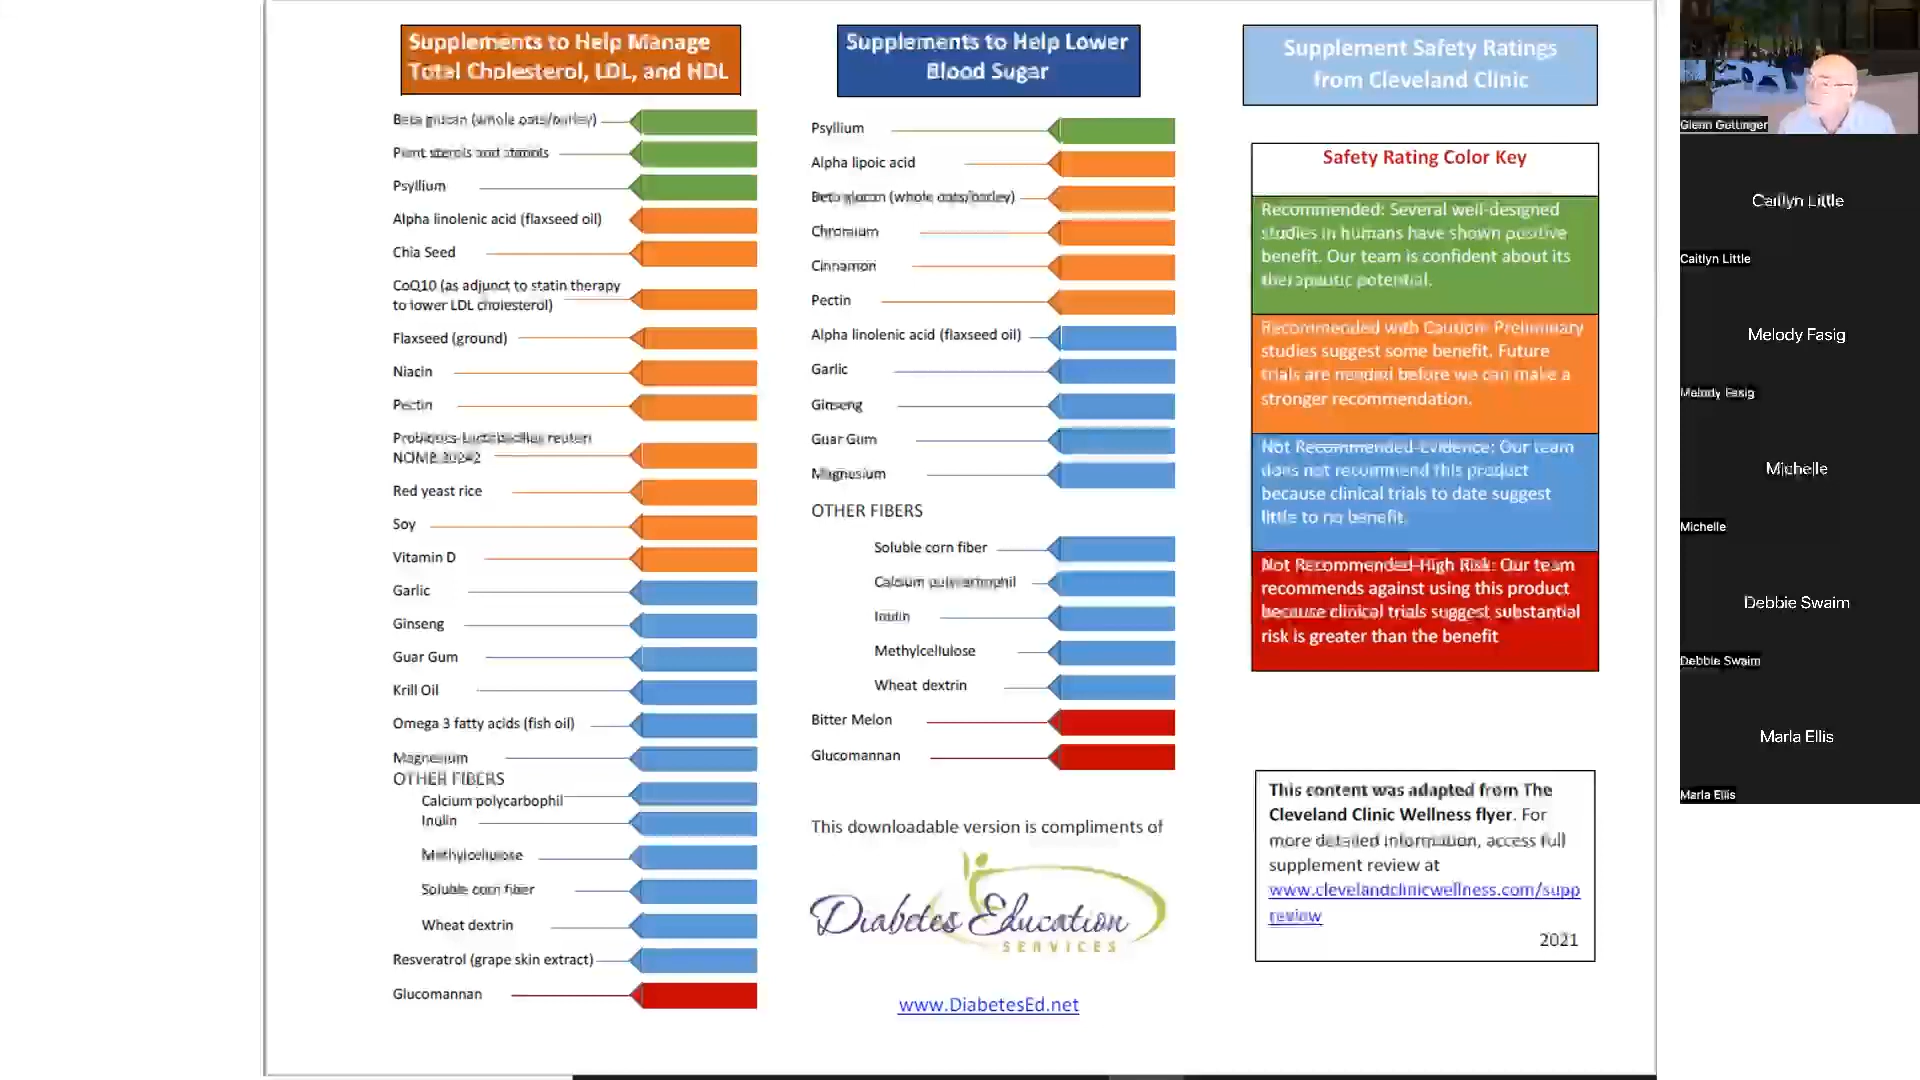 Supplements to Help Manage
Total Cholesterol, LDL, and HDL
Beta glucan (whole oats/barley)
Plant sterols and stanols
Psyllium
Alpha linolenic acid (flaxseed oil)
Chia Seed
CoQ10 (as adjunct to statin therapy
to lower LDL cholesterol)
Flaxseed (ground)
Niacin
Pectin
Probiotics-Lactobacillus reuteri
NCIMB 30242
Red yeast rice
Soy
Vitamin D
Garlic
Ginseng
Guar Gum
Krill Oil
Omega 3 fatty acids (fish oil)
Magnesium
OTHER FIBERS
Calcium polycarbophil
Inulin
Methylcellulose
Soluble corn fiber
Wheat dextrin
Resveratrol (grape skin extract)
Glucomannan
Supplements to Help Lower
Blood Sugar
Psyllium
Alpha lipoic acid
Beta glucan (whole oats/barley)
Chromium
Cinnamon
Pectin
Alpha linolenic acid (flaxseed oil)
Garlic
Ginseng
Guar Gum
Magnesium
OTHER FIBERS
Soluble corn fiber
Calcium polycarbophil
Inulin
Methylcellulose
Wheat dextrin
Bitter Melon
Glucomannan
This downloadable version is compliments of
Diabetes Education
SERVICES
www.DiabetesEd.net
Supplement Safety Ratings
from Cleveland Clinic
Safety Rating Color Key
Recommended: Several well-designed
studies in humans have shown positive
benefit. Our team is confident about its
therapeutic potential.
Recommended with Caution: Preliminary
studies suggest some benefit. Future
trials are needed before we can make a
stronger recommendation.
Not Recommended-Evidence: Our team
does not recommend this product
because clinical trials to date suggest
little to no benefit.
Not Recommended-High Risk: Our team
recommends against using this product
because clinical trials suggest substantial
risk is greater than the benefit
This content was adapted from The
Cleveland Clinic Wellness flyer. For
more detailed information, access full
supplement review at
www.clevelandclinicwellness.com/supp
review
2021
Glenn Gettinger
Caitlyn Little
Caitlyn Little
Melody Fasig
Melody Fasig
Michelle
Michelle
Debbie Swaim
Debbie Swaim
Marla Ellis
Marla Ellis